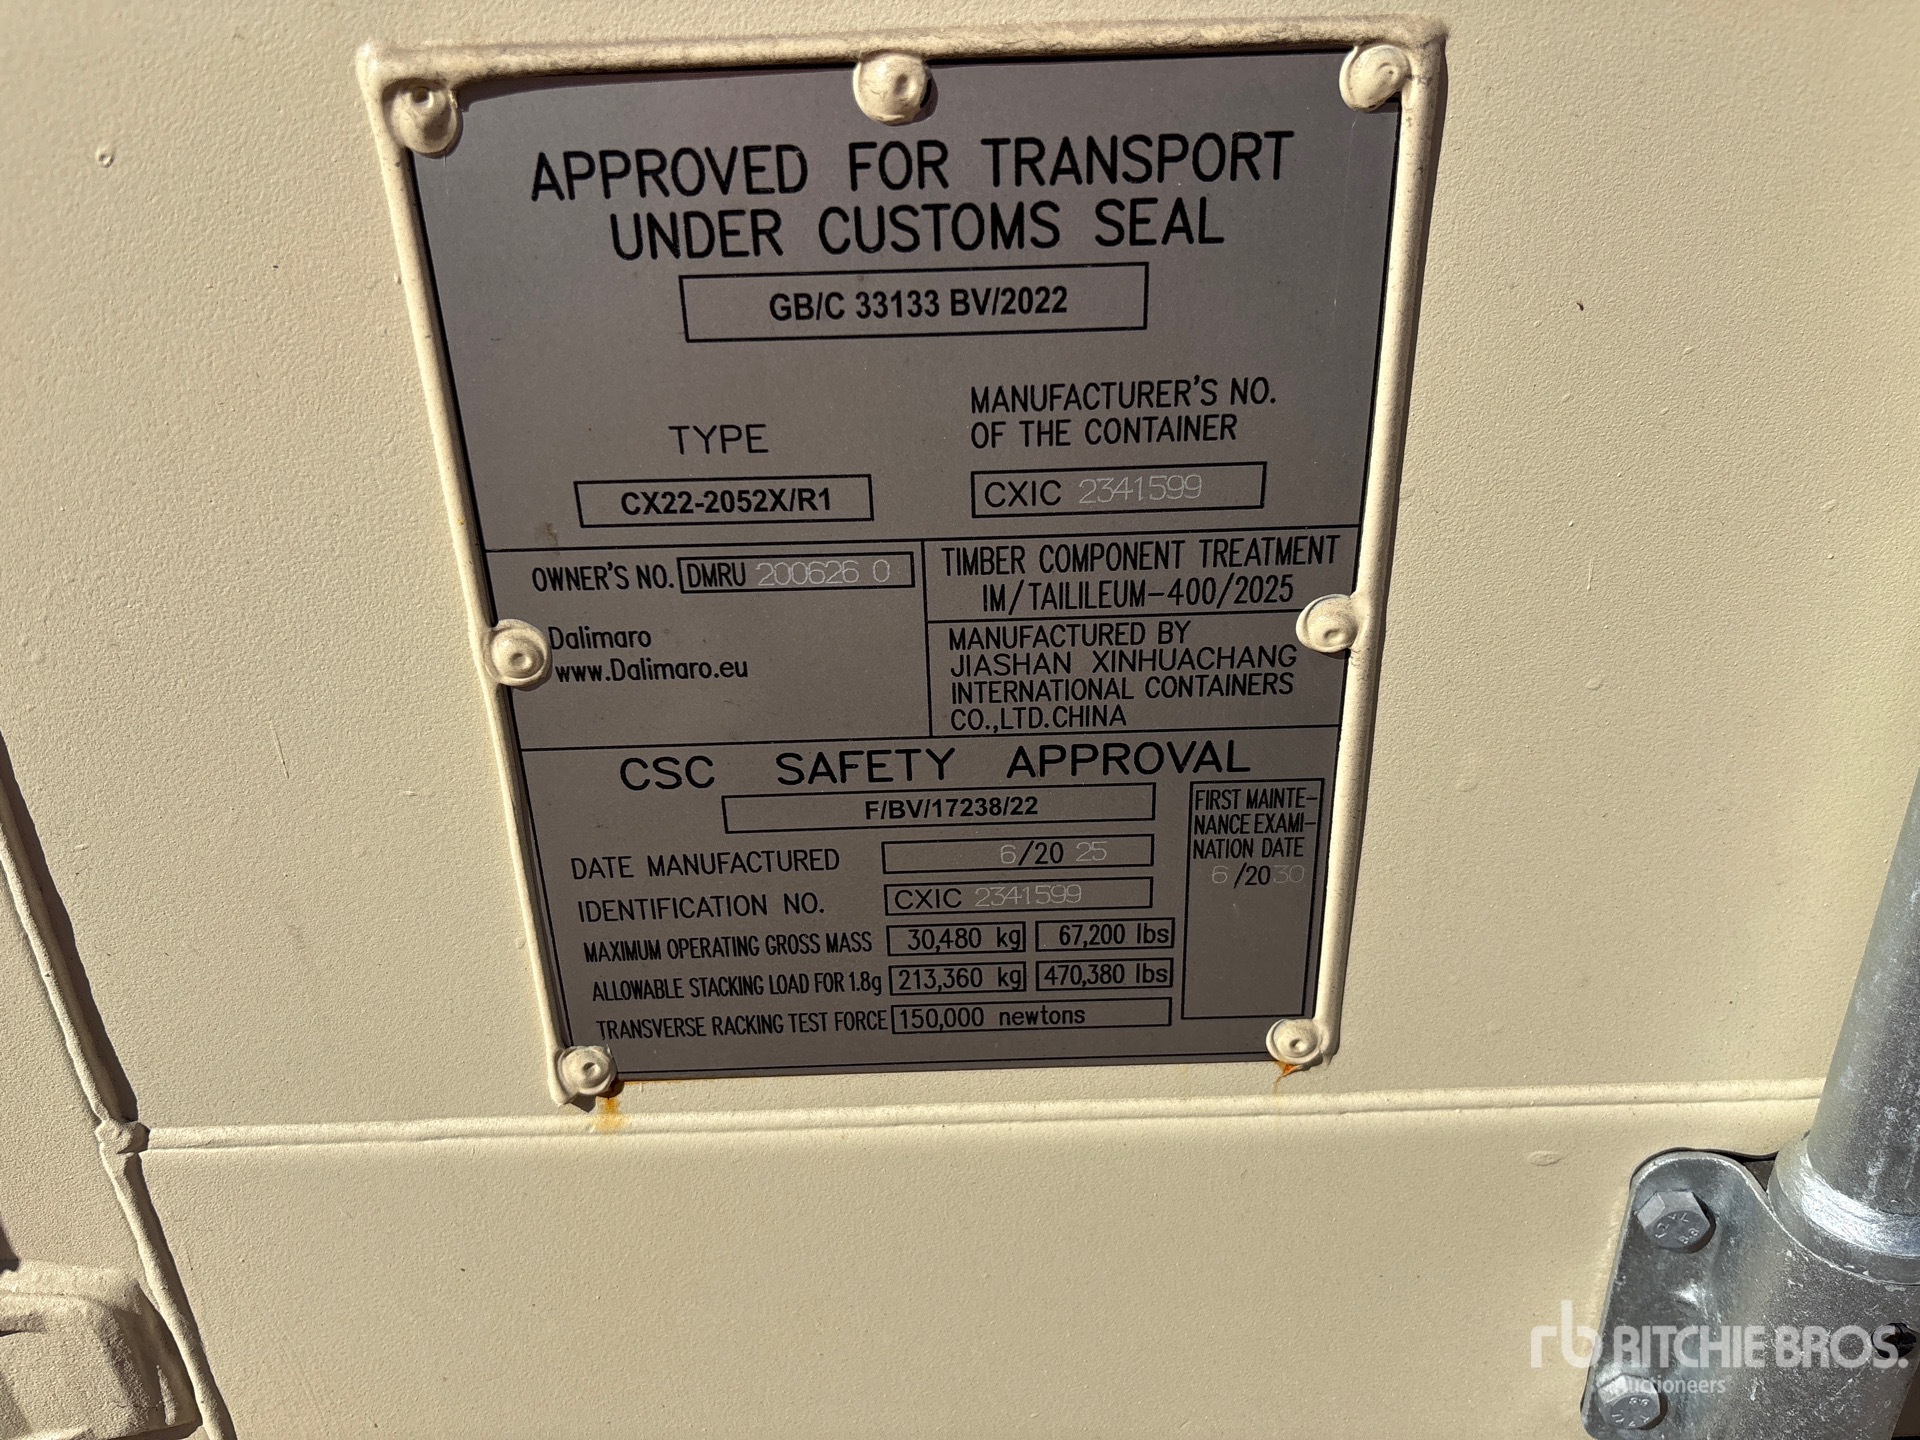 APPROVED FOR TRANSPORT
UNDER CUSTOMS SEAL
GB/C 33133 BV/2022
TYPE
CX22-2052X/R1
MANUFACTURER'S NO.
OF THE CONTAINER
CXIC 2341599
OWNER'S NO. DMRU 200626 0
Dalimaro
www.Dalimaro.eu
TIMBER COMPONENT TREATMENT
IM/TAILILEUM-400/2025
MANUFACTURED BY
JIASHAN XINHUACHANG
INTERNATIONAL CONTAINERS
CO.,LTD.CHINA
CSC SAFETY APPROVAL
F/BV/17238/22
DATE MANUFACTURED 6/20 25
IDENTIFICATION NO. CXIC 2341599
MAXIMUM OPERATING GROSS MASS 30,480 kg 67,200 lbs
ALLOWABLE STACKING LOAD FOR 1.8g 213,360 kg 470,380 lbs
TRANSVERSE RACKING TEST FORCE 150,000 newtons
FIRST MAINTE-
NANCE EXAMI-
NATION DATE
6 /20 30
rb RITCHIE BROS.
Auctioneers